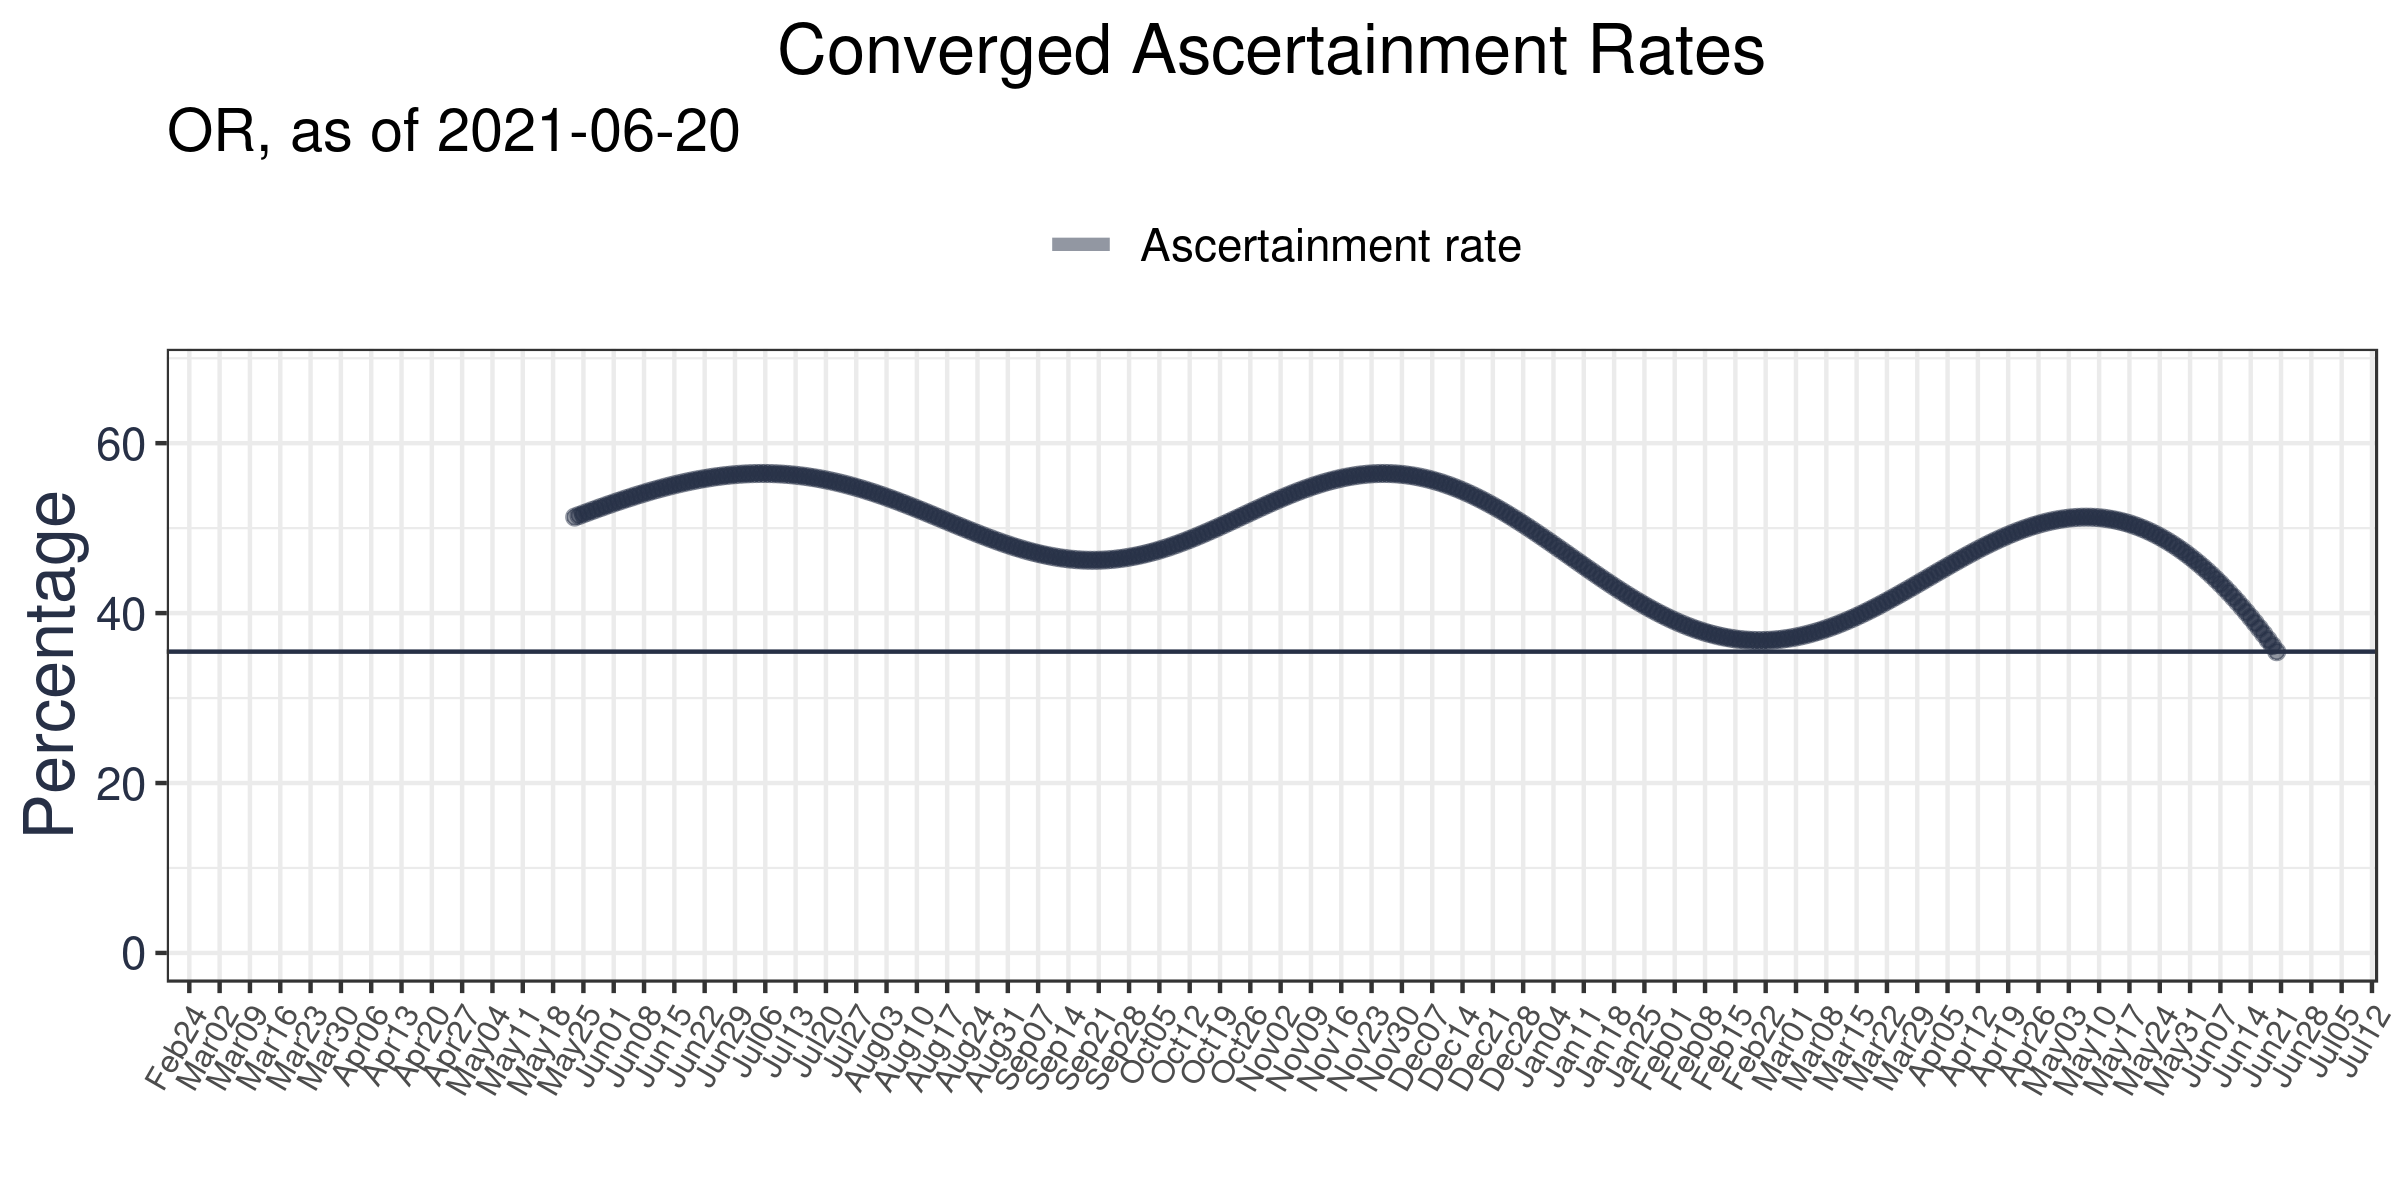 Converged Ascertainment Rates
OR, as of 2021-06-20
Ascertainment rate
Percentage
60
40
20
0
Feb24 Mar02 Mar09 Mar16 Mar23 Mar30 Apr06 Apr13 Apr20 Apr27 May04 May11 May18 May25 Jun01 Jun08 Jun15 Jun22 Jun29 Jul06 Jul13 Jul20 Jul27 Aug03 Aug10 Aug17 Aug24 Aug31 Sep07 Sep14 Sep21 Sep28 Oct05 Oct12 Oct19 Oct26 Nov02 Nov09 Nov16 Nov23 Nov30 Dec07 Dec14 Dec21 Dec28 Jan04 Jan11 Jan18 Jan25 Feb01 Feb08 Feb15 Feb22 Mar01 Mar08 Mar15 Mar22 Mar29 Apr05 Apr12 Apr19 Apr26 May03 May10 May17 May24 May31 Jun07 Jun14 Jun21 Jun28 Jul05 Jul12